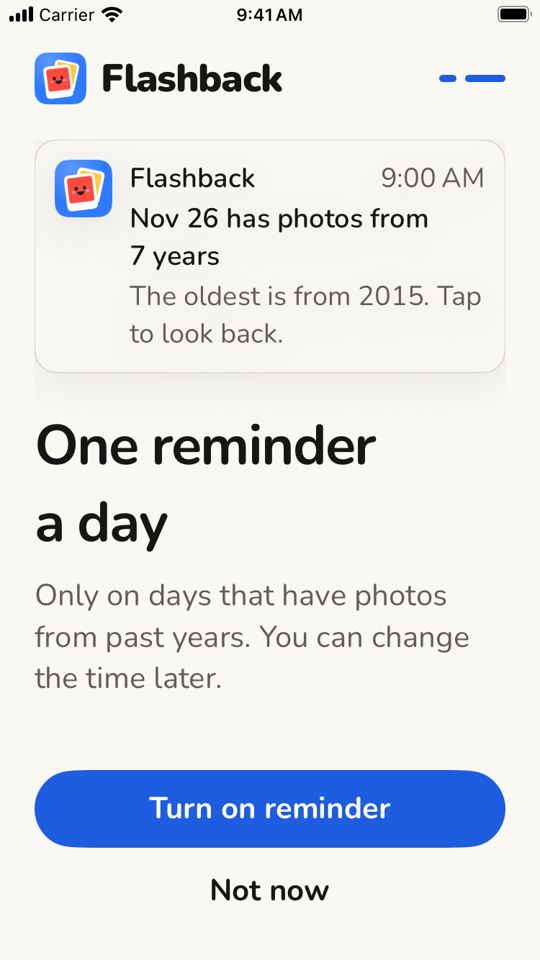 Carrier 9:41 AM
Flashback
Flashback 9:00 AM
Nov 26 has photos from
7 years
The oldest is from 2015. Tap
to look back.
One reminder
a day
Only on days that have photos
from past years. You can change
the time later.
Turn on reminder
Not now